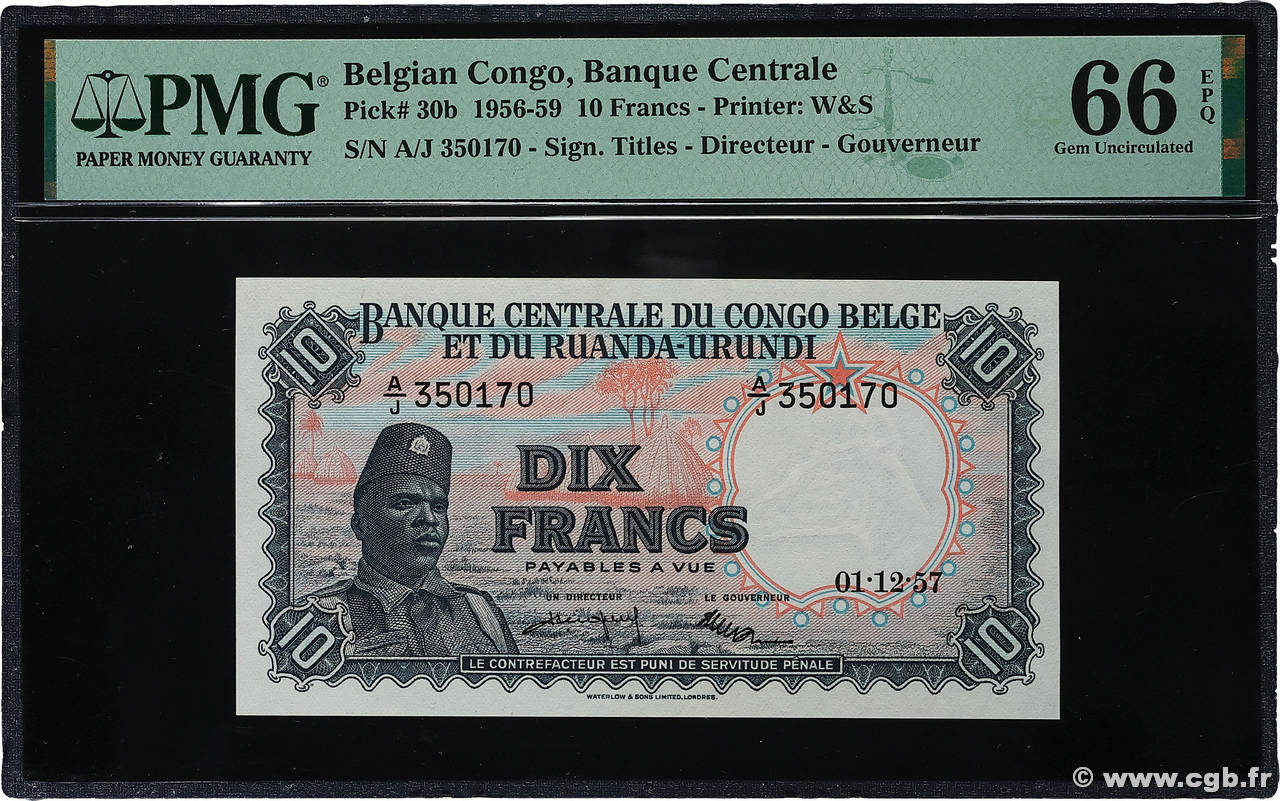 PMG®
PAPER MONEY GUARANTY
Belgian Congo, Banque Centrale
Pick# 30b 1956-59 10 Francs - Printer: W&S
S/N A/J 350170 - Sign. Titles - Directeur - Gouverneur
66 EPQ
Gem Uncirculated
10
BANQUE CENTRALE DU CONGO BELGE
ET DU RUANDA-URUNDI
10
A/J 350170
A/J 350170
DIX
FRANCS
PAYABLES A VUE
01·12·57
UN DIRECTEUR
LE GOUVERNEUR
10
10
LE CONTREFACTEUR EST PUNI DE SERVITUDE PÉNALE
WATERLOW & SONS LIMITED, LONDRES.
© www.cgb.fr